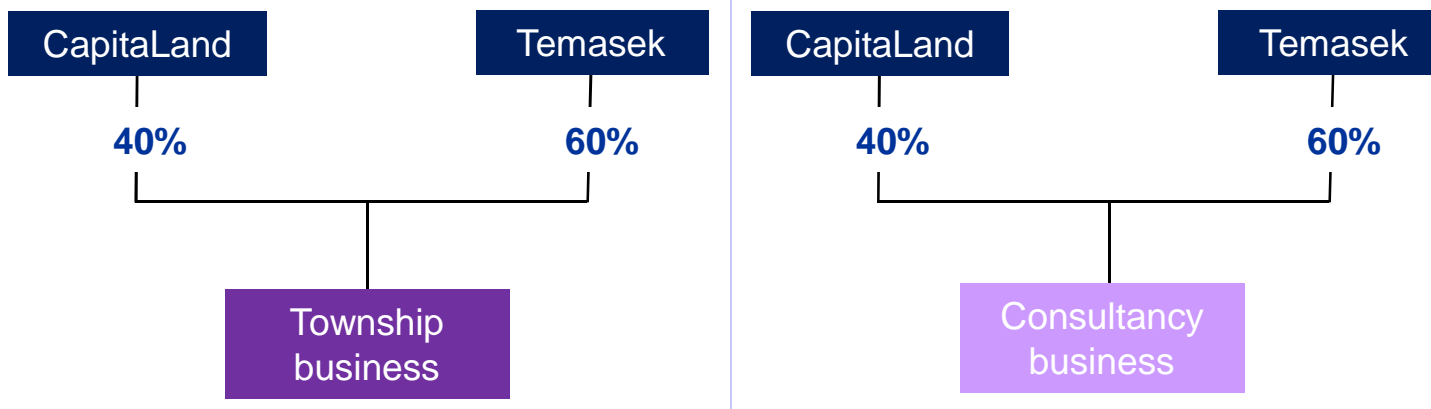 CapitaLand
Temasek
40%
60%
Township
business
CapitaLand
Temasek
40%
60%
Consultancy
business